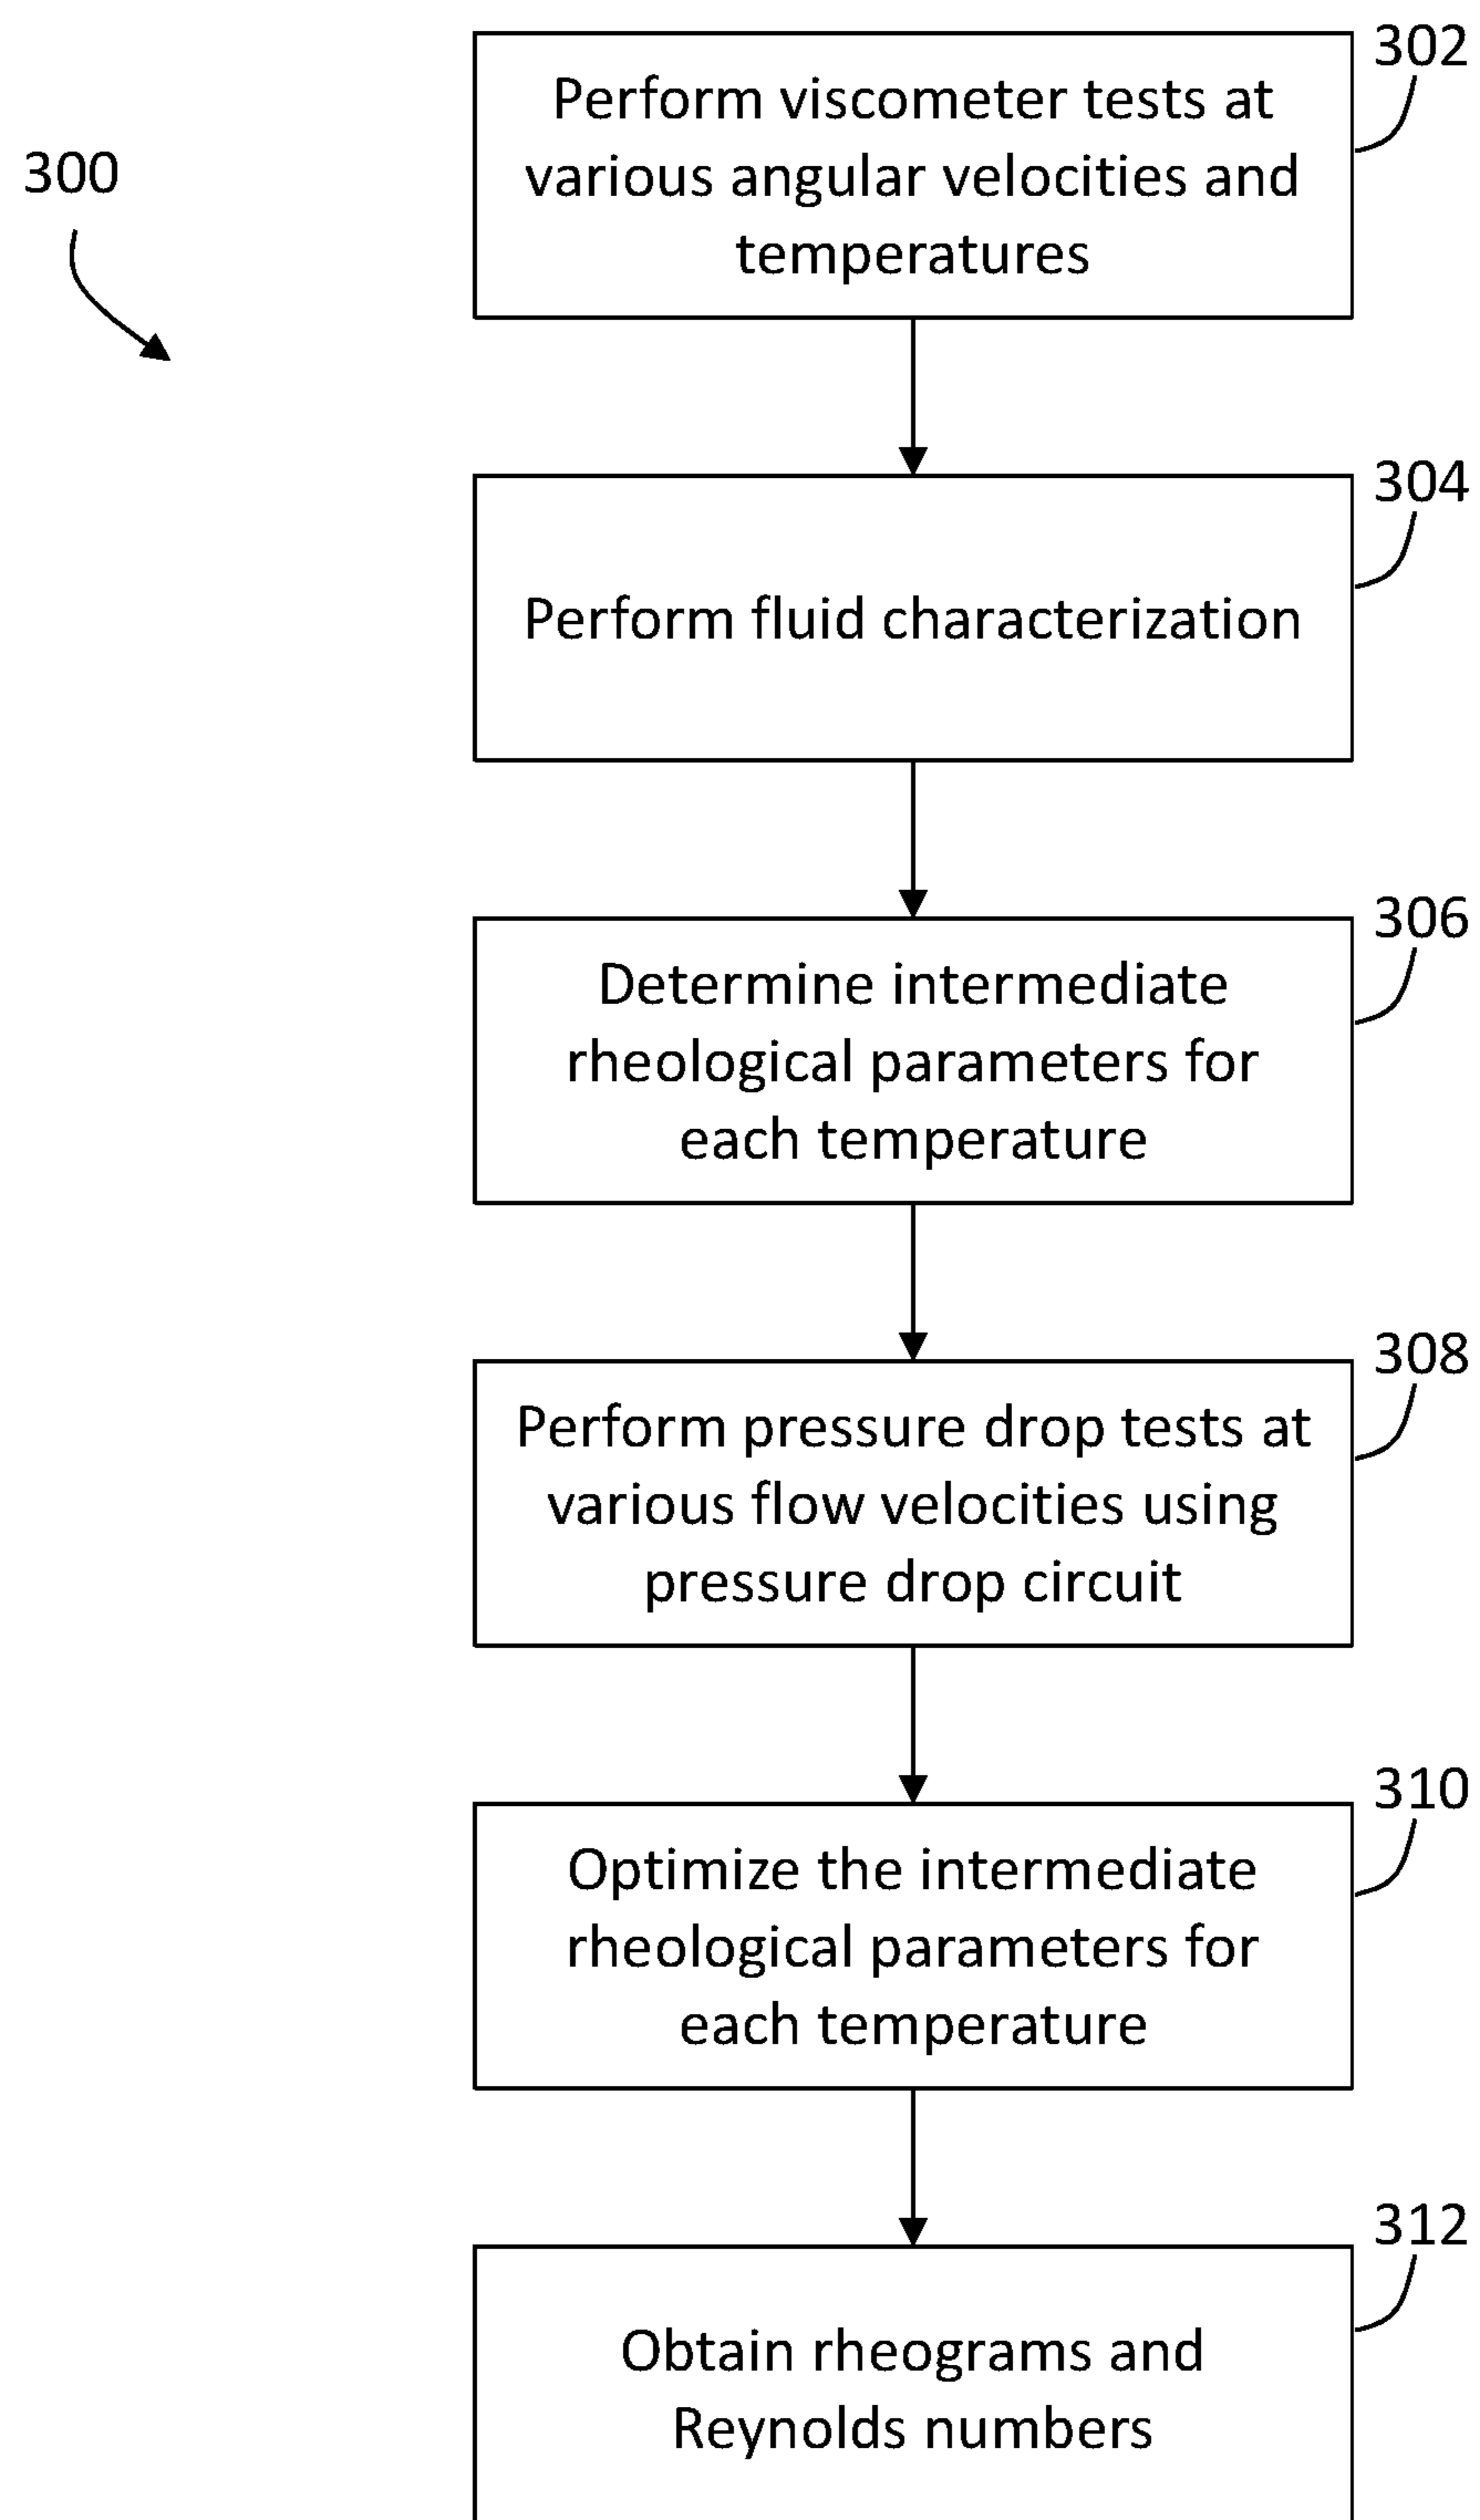 302
Perform viscometer tests at
various angular velocities and
temperatures
300
304
Perform fluid characterization
306
Determine intermediate
rheological parameters for
each temperature
308
Perform pressure drop tests at
various flow velocities using
pressure drop circuit
310
Optimize the intermediate
rheological parameters for
each temperature
312
Obtain rheograms and
Reynolds numbers